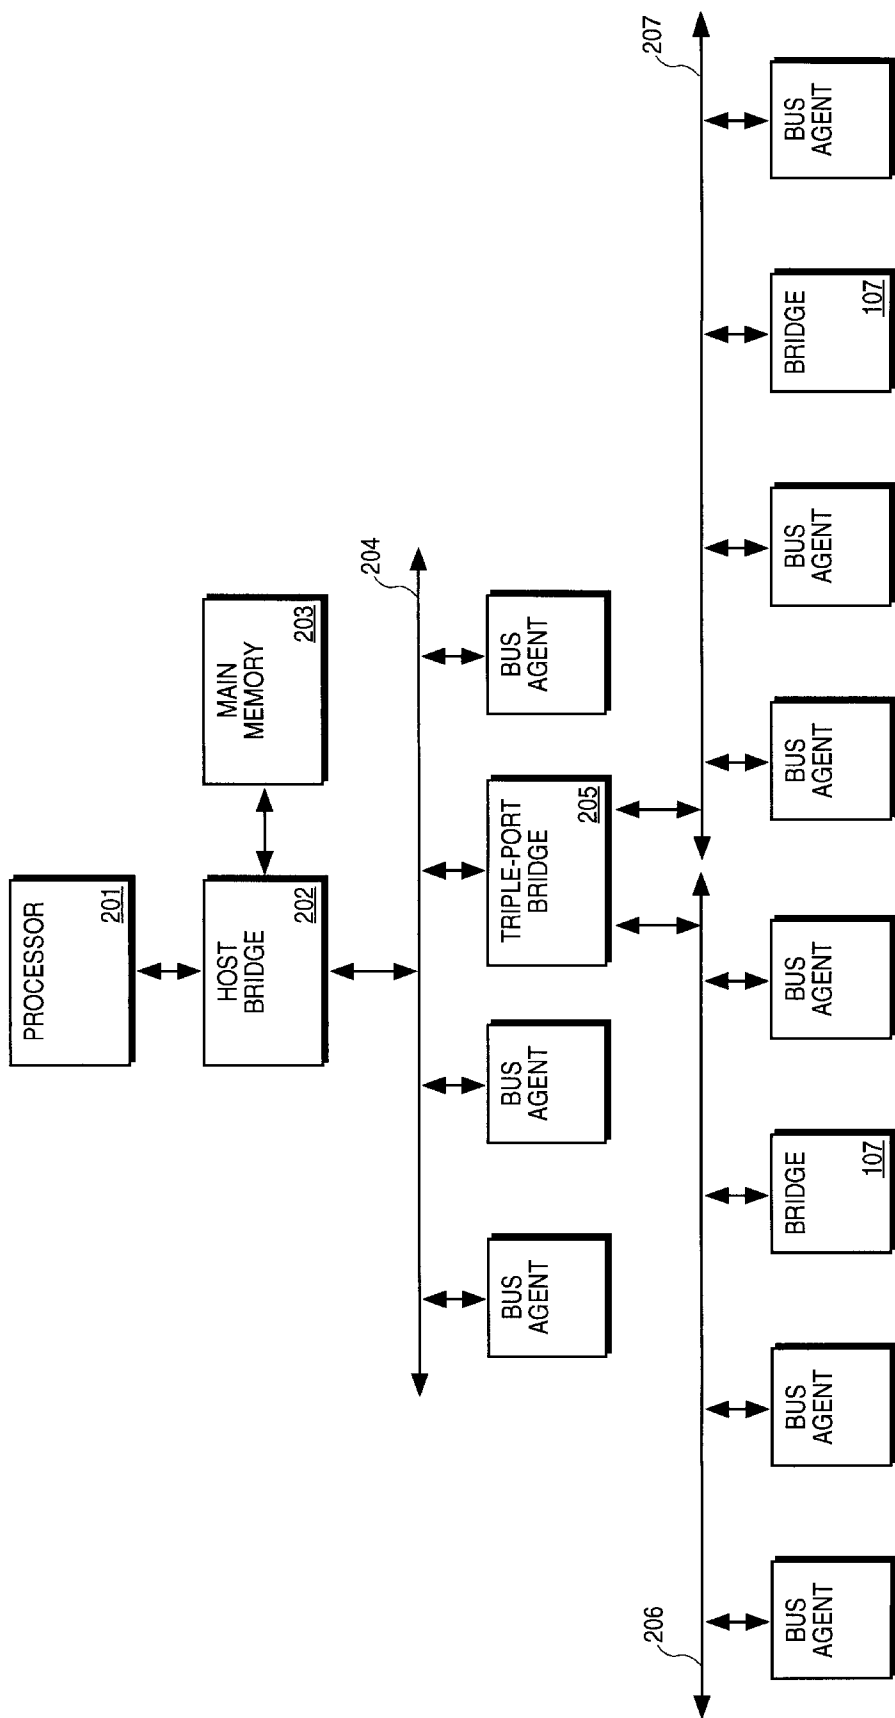 PROCESSOR
201
HOST
BRIDGE
202
MAIN
MEMORY
203
204
BUS
AGENT
BUS
AGENT
TRIPLE-PORT
BRIDGE
205
BUS
AGENT
206
207
BUS
AGENT
BUS
AGENT
BRIDGE
107
BUS
AGENT
BUS
AGENT
BUS
AGENT
BRIDGE
107
BUS
AGENT